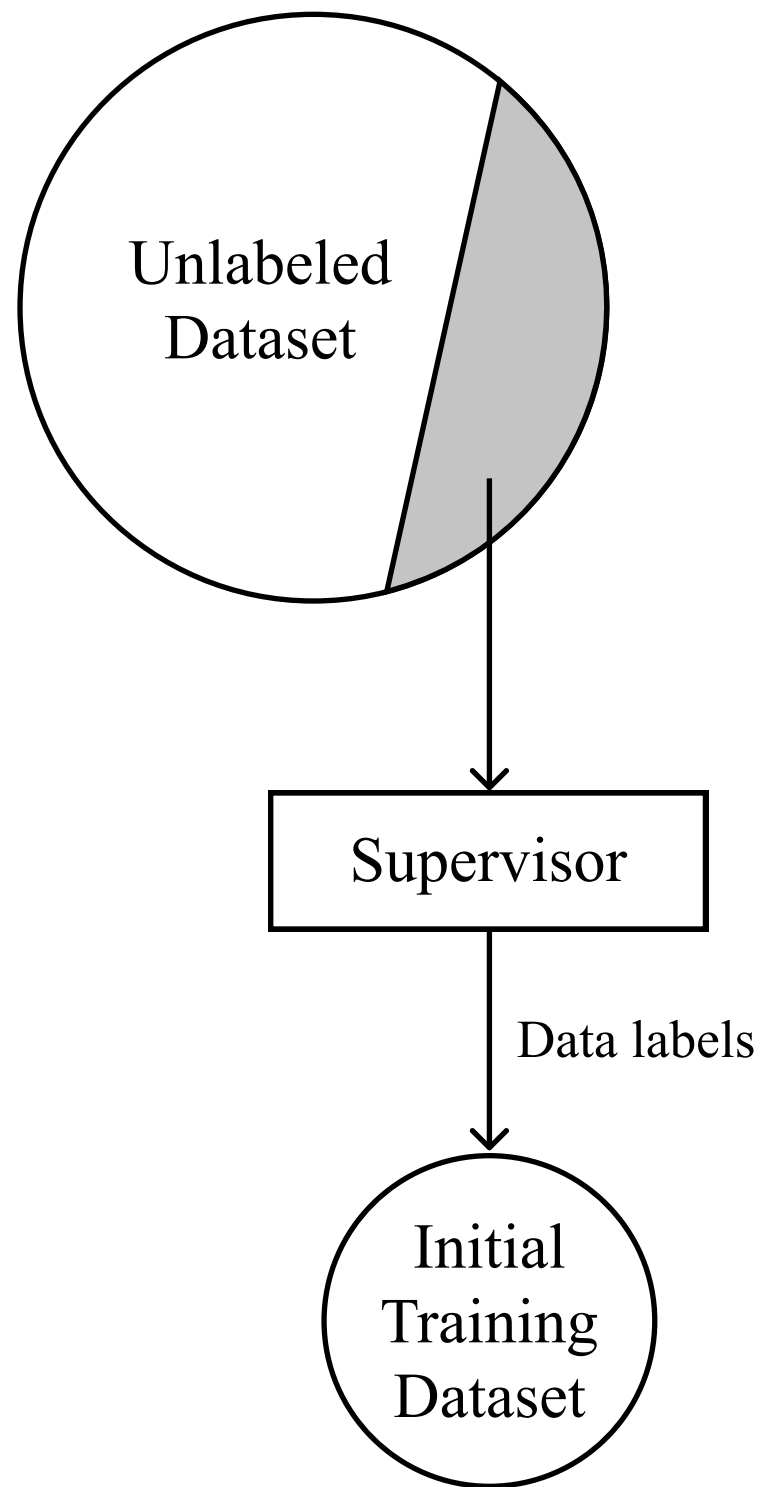 Unlabeled
Dataset
Supervisor
Data labels
Initial
Training
Dataset